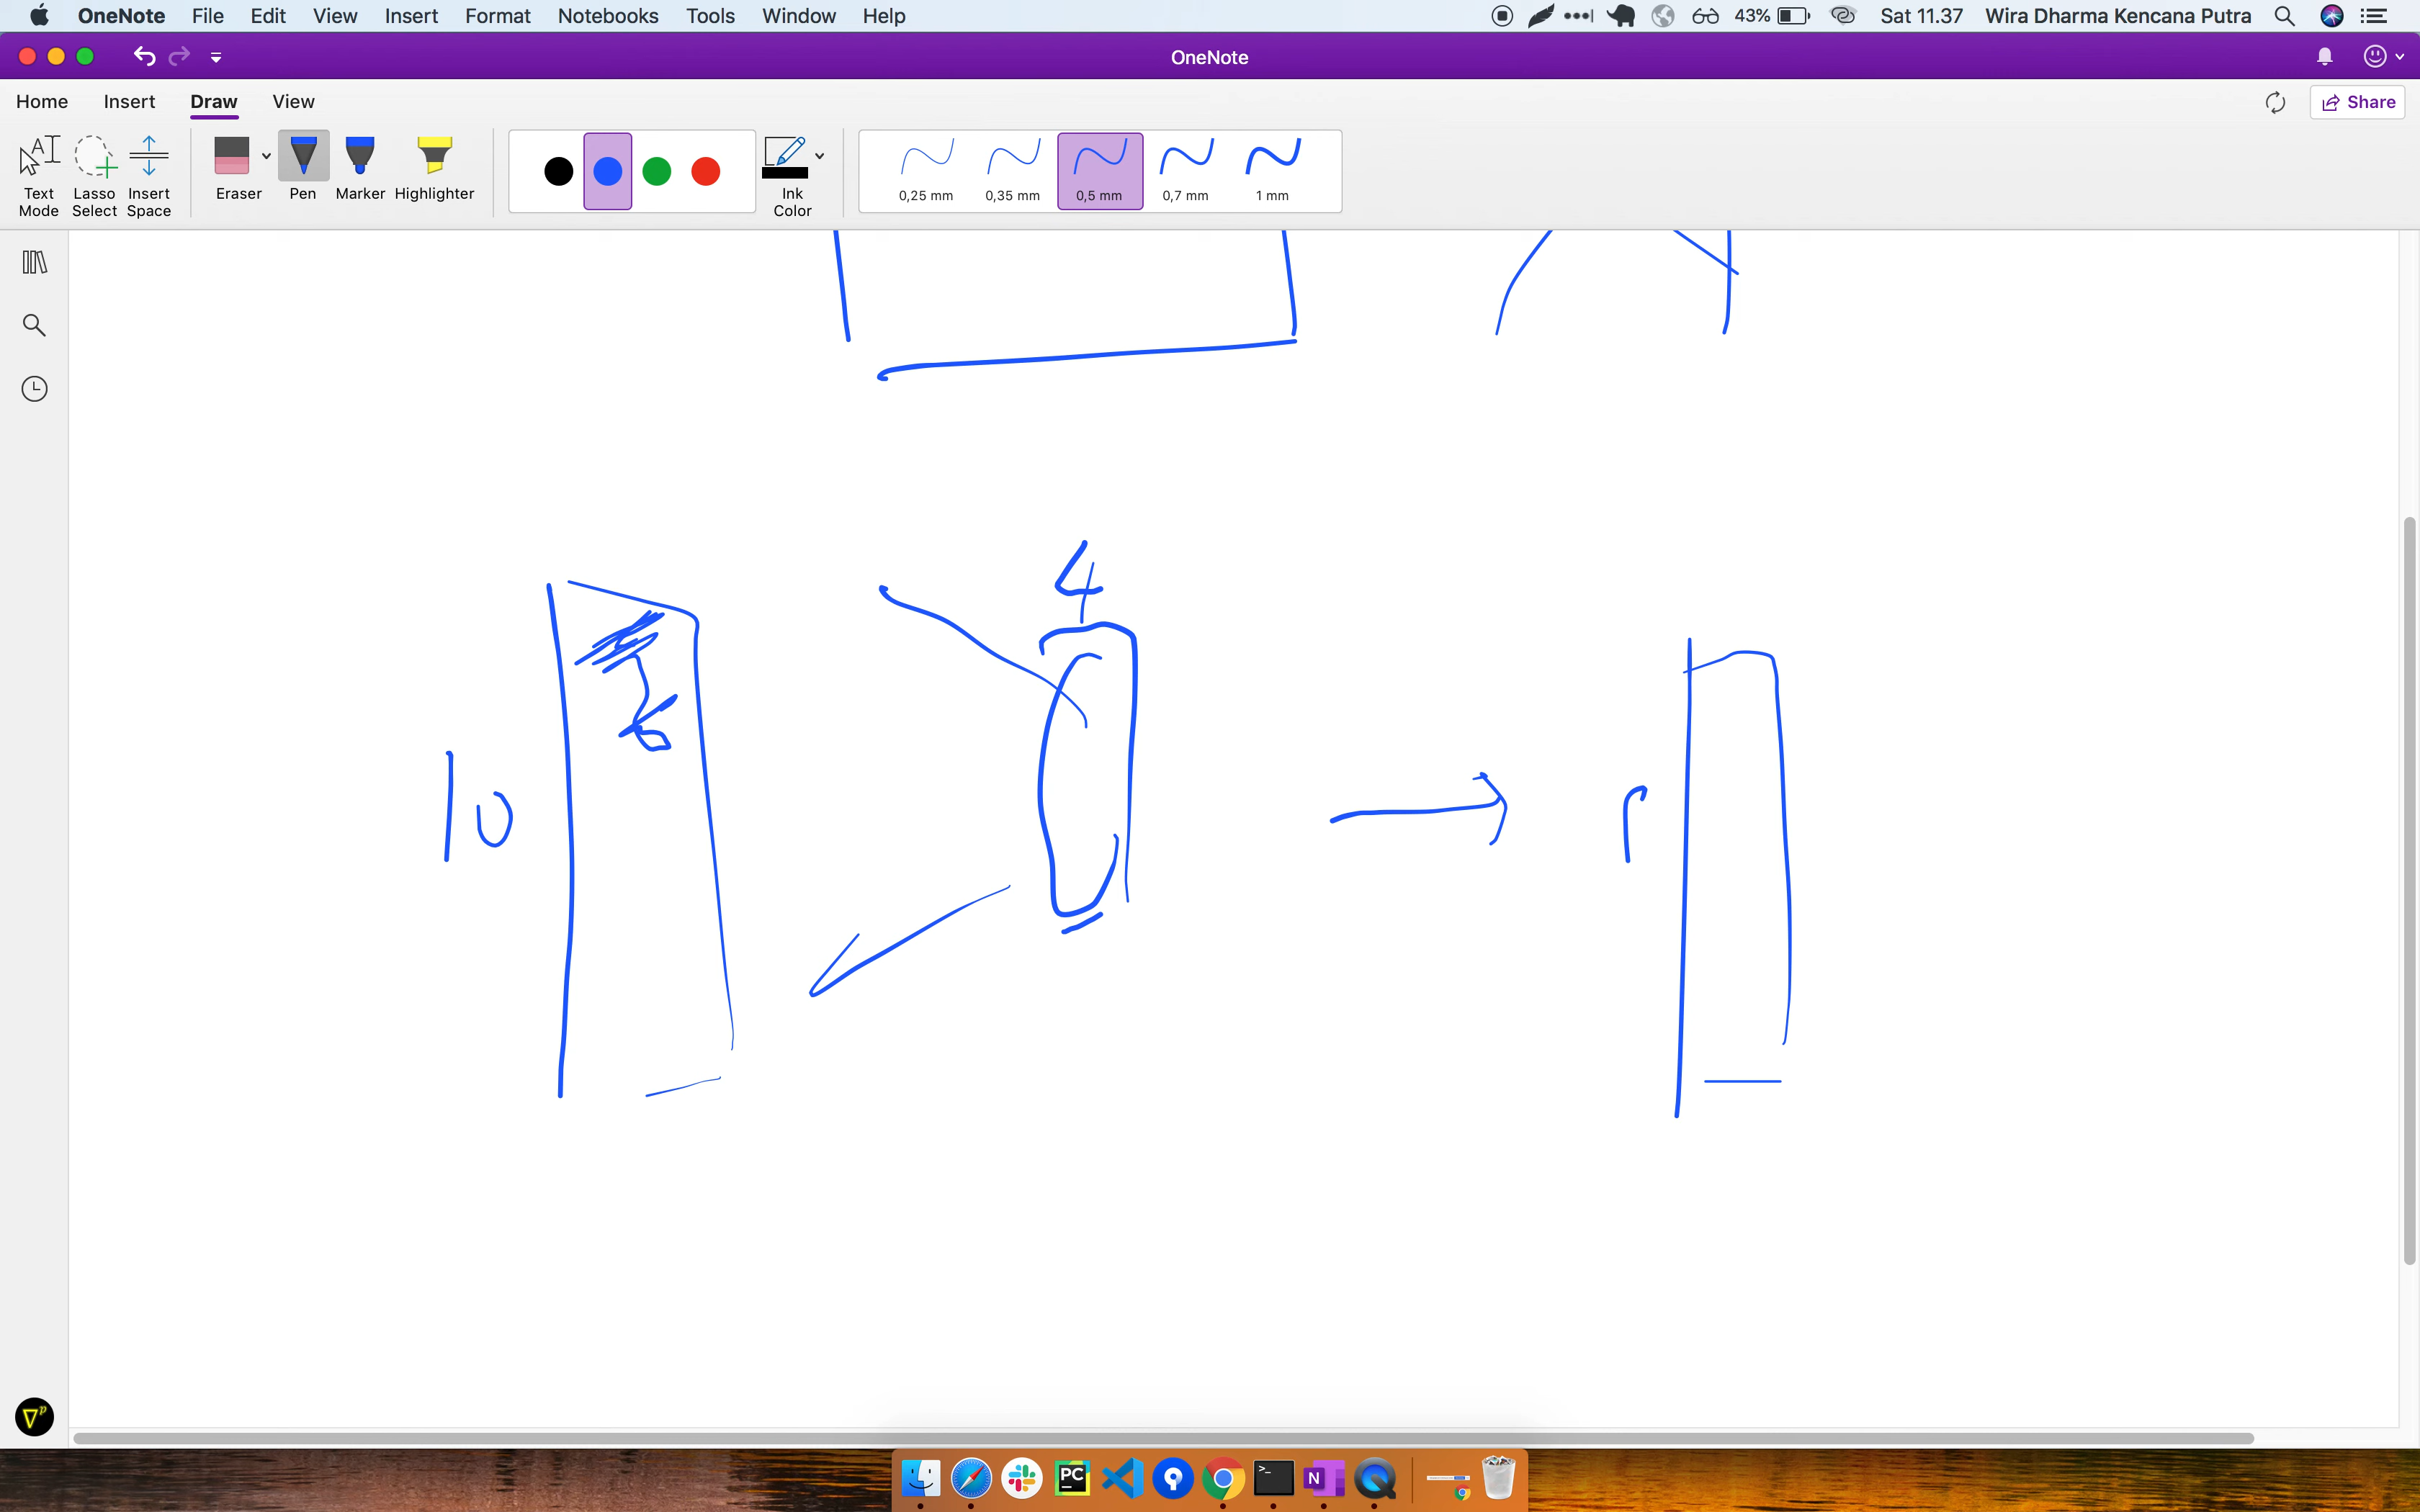 OneNote File Edit View Insert Format Notebooks Tools Window Help 43% Sat 11.37 Wira Dharma Kencana Putra
OneNote
Home Insert Draw View Share
Text Mode Lasso Select Insert Space Eraser Pen Marker Highlighter Ink Color 0,25 mm 0,35 mm 0,5 mm 0,7 mm 1 mm
4
10
PC
N